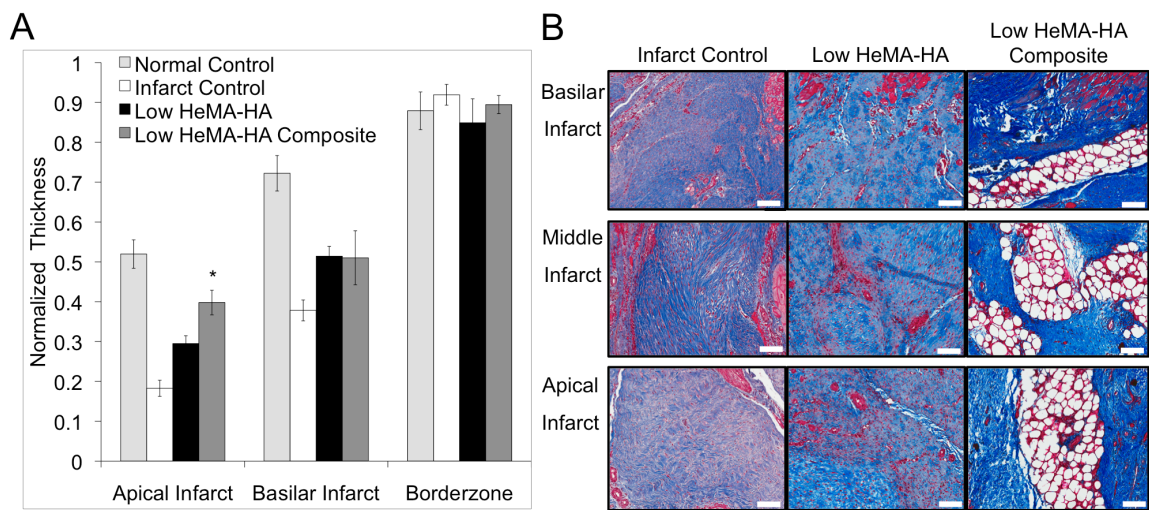 A
Normalized Thickness
1
0.9
0.8
0.7
0.6
0.5
0.4
0.3
0.2
0.1
0
Normal Control
Infarct Control
Low HeMA-HA
Low HeMA-HA Composite
*
Apical Infarct
Basilar Infarct
Borderzone
B
Infarct Control
Low HeMA-HA
Low HeMA-HA
Composite
Basilar
Infarct
Middle
Infarct
Apical
Infarct